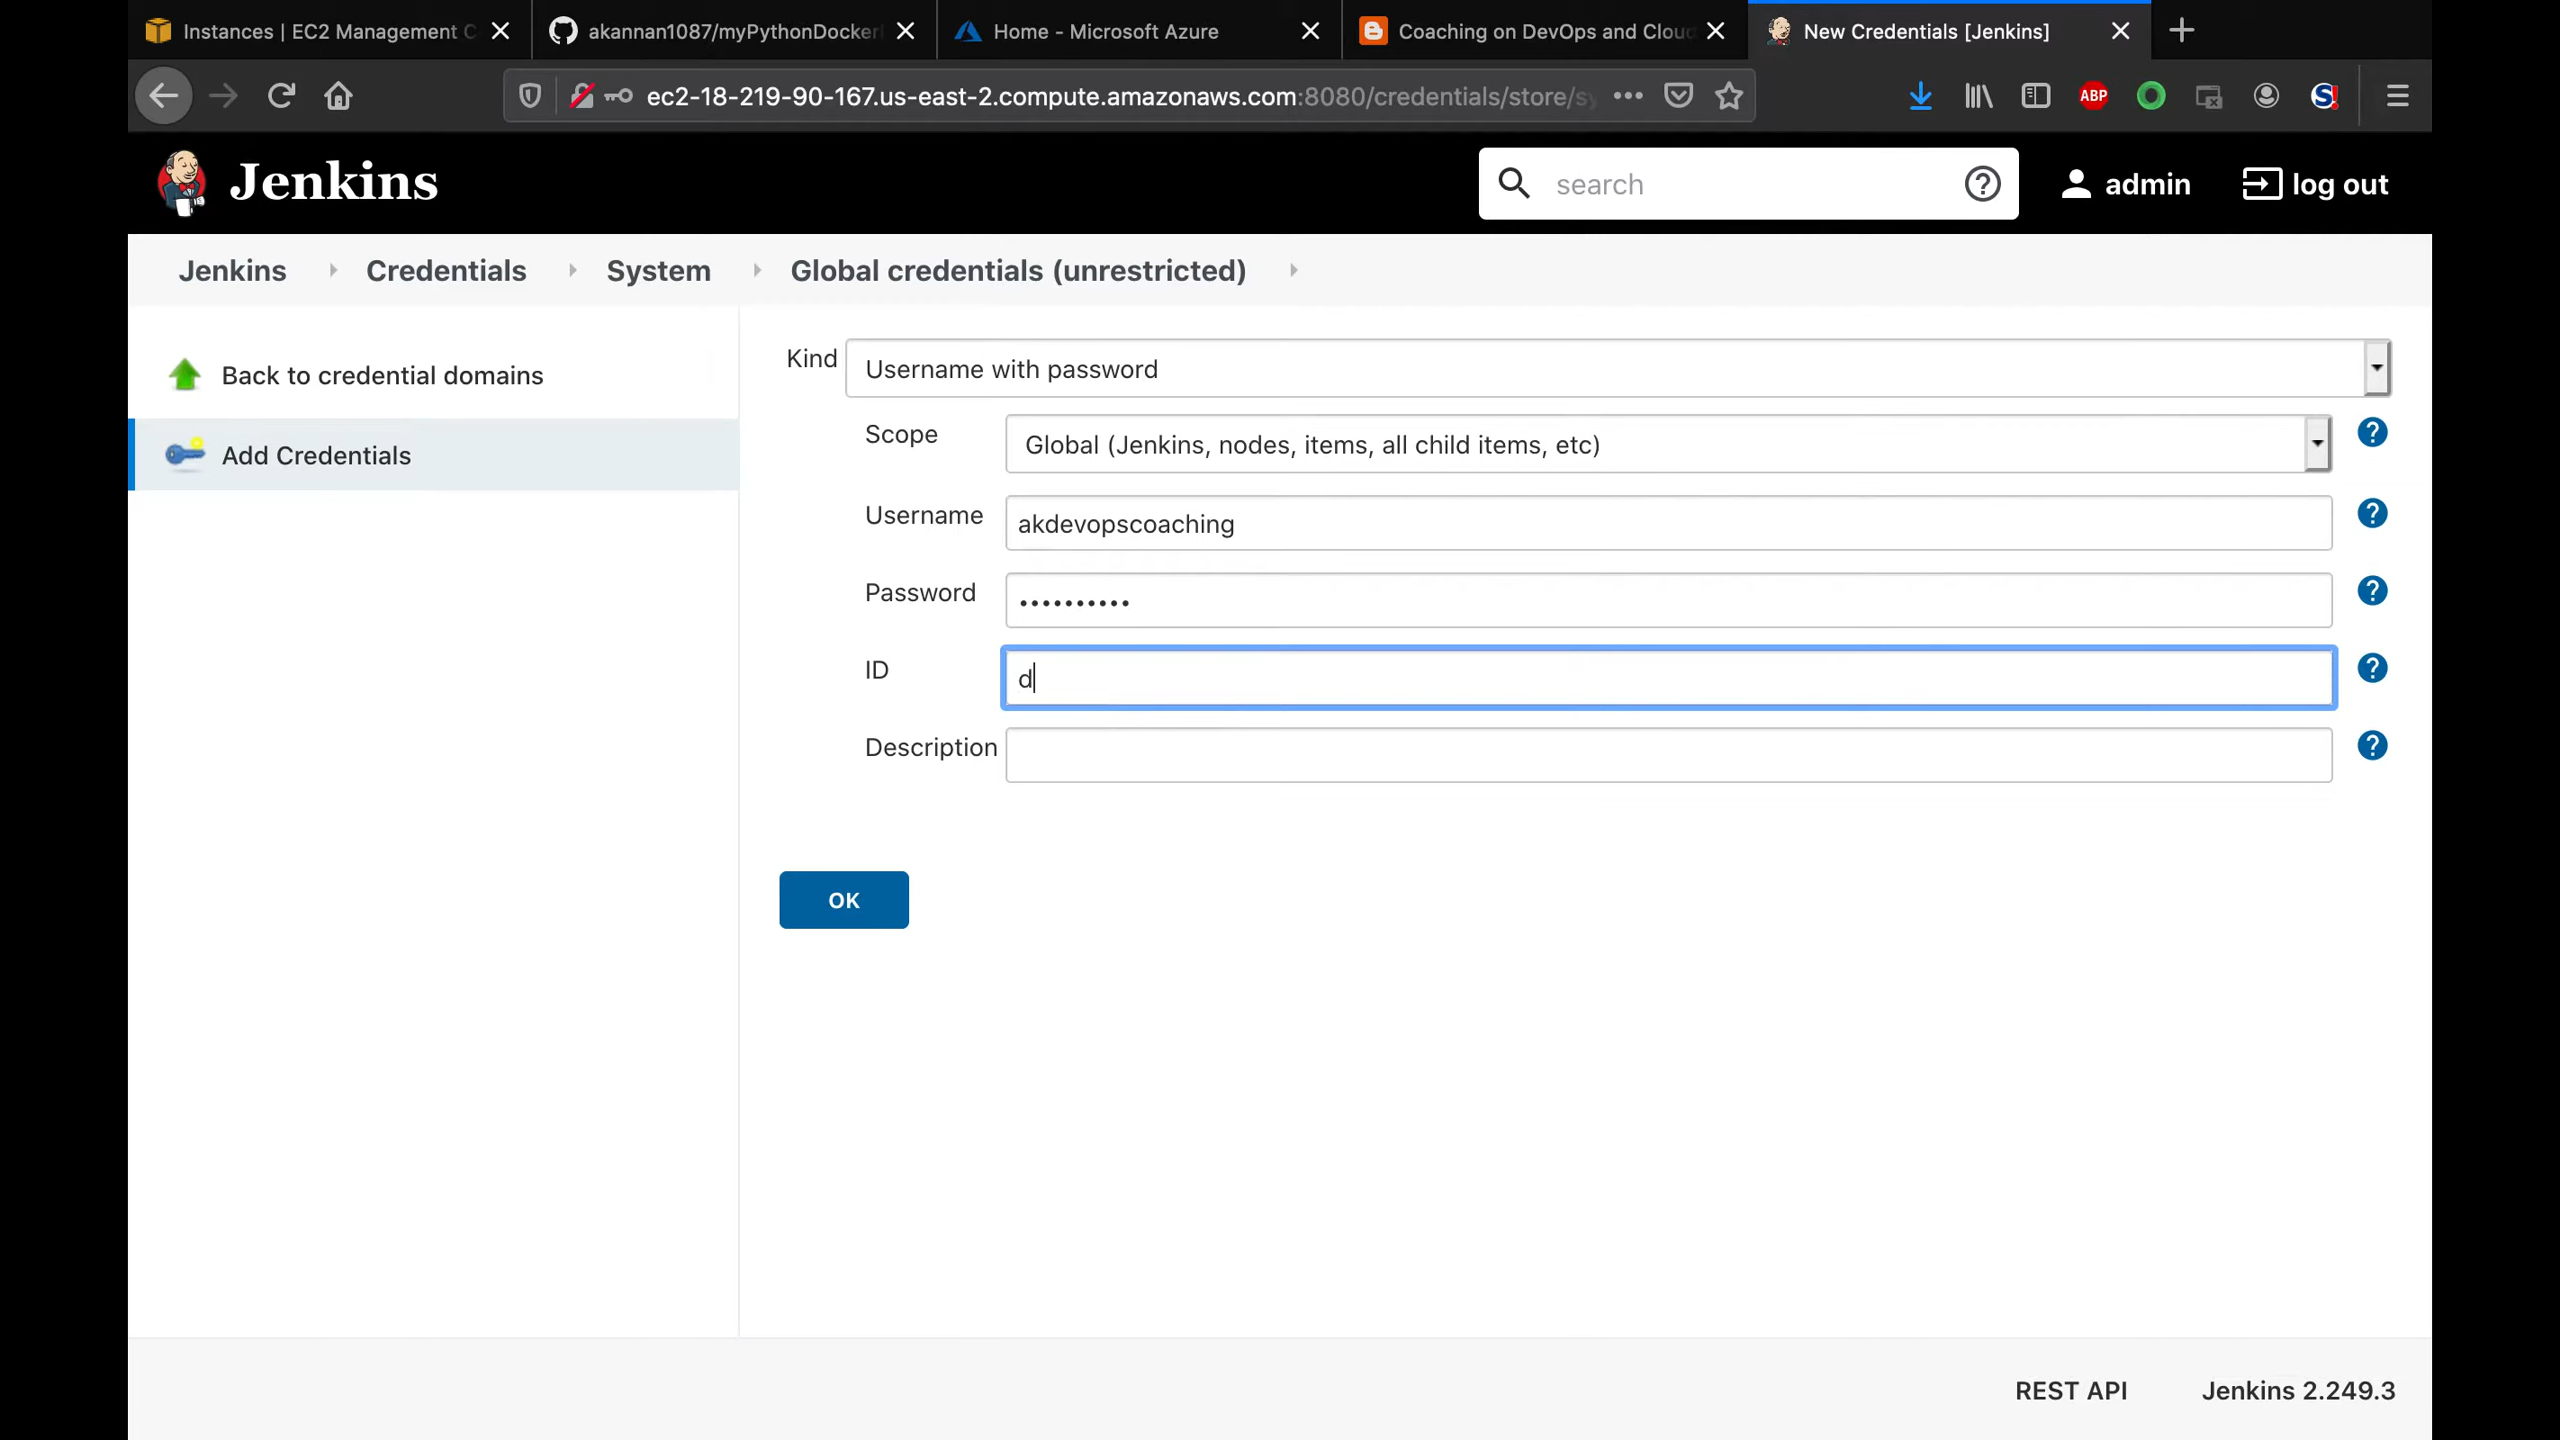 Instances | EC2 Management C
akannan1087/myPythonDocker
Home - Microsoft Azure
Coaching on DevOps and Cloud
New Credentials [Jenkins]
ec2-18-219-90-167.us-east-2.compute.amazonaws.com:8080/credentials/store/sy
ABP
S!
Jenkins
search
admin
log out
Jenkins
Credentials
System
Global credentials (unrestricted)
Back to credential domains
Add Credentials
Kind
Username with password
Scope
Global (Jenkins, nodes, items, all child items, etc)
Username
akdevopscoaching
Password
••••••••••
ID
d
Description
OK
REST API
Jenkins 2.249.3